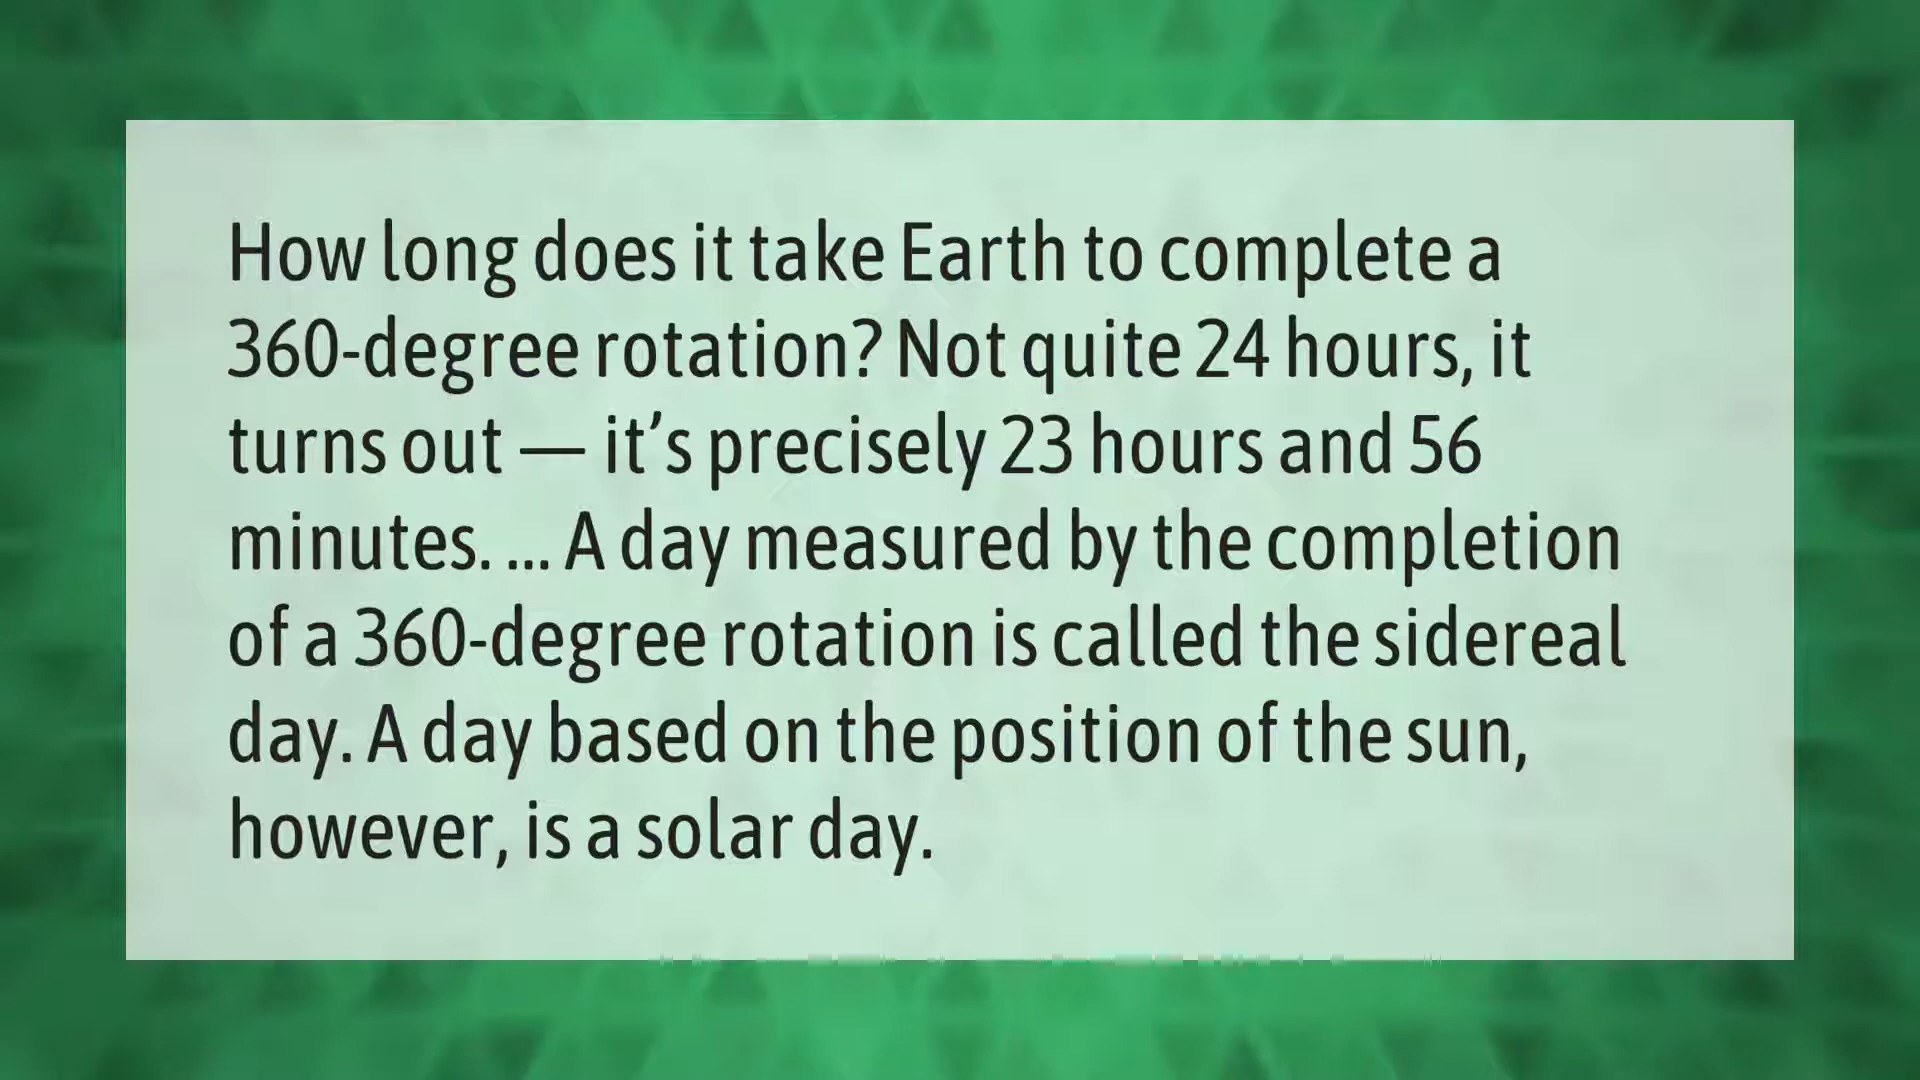 How long does it take Earth to complete a
360-degree rotation? Not quite 24 hours, it
turns out — it’s precisely 23 hours and 56
minutes. ... A day measured by the completion
of a 360-degree rotation is called the sidereal
day. A day based on the position of the sun,
however, is a solar day.